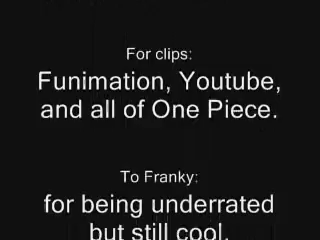 For clips:
Funimation, Youtube,
and all of One Piece.
To Franky:
for being underrated
but still cool.